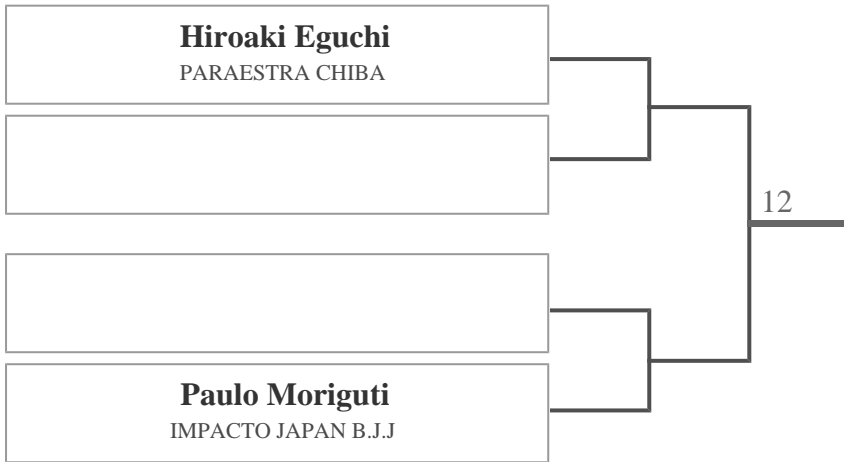 Hiroaki Eguchi
PARAESTRA CHIBA
12
Paulo Moriguti
IMPACTO JAPAN B.J.J